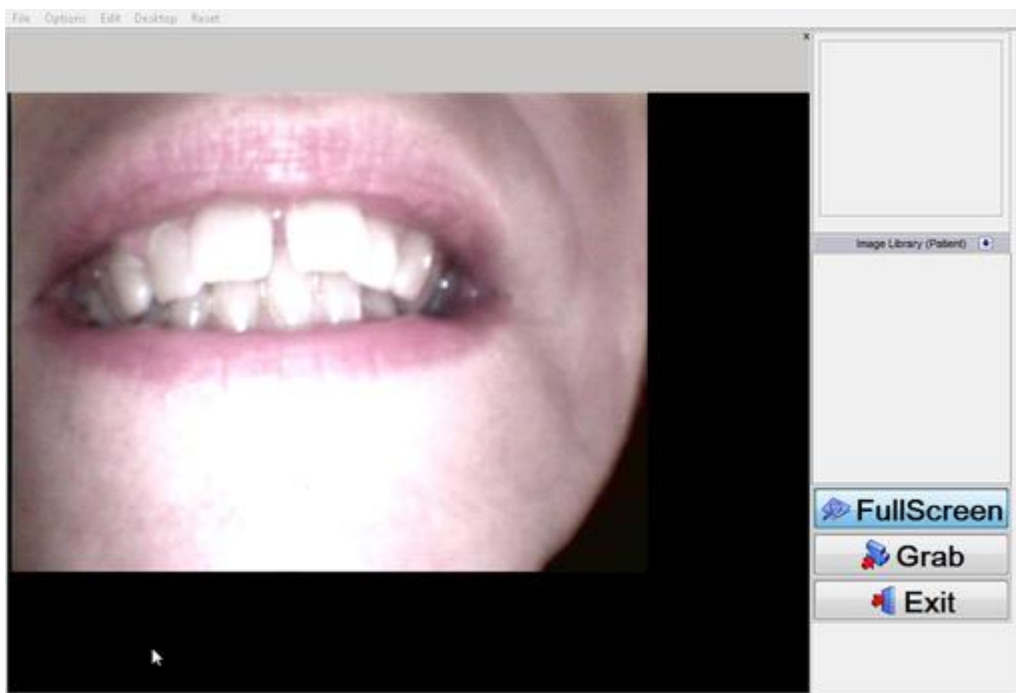 File Options Edit Desktop Reset
x
Image Library (Patient)
FullScreen
Grab
Exit